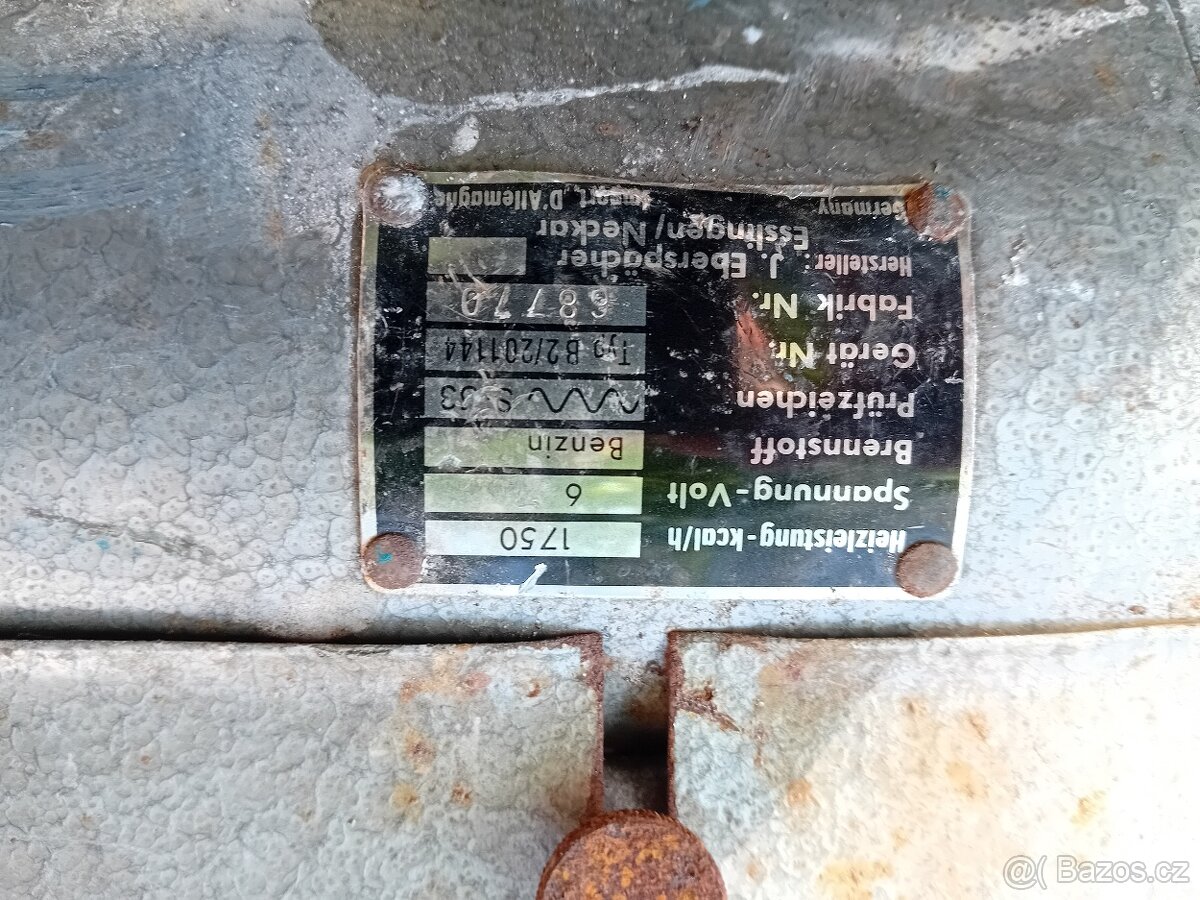 Heizleistung-kcal/h 1750
Spannung-Volt 6
Brennstoff Benzin
Prüfzeichen
Gerät Nr. Typ B2/201144
Fabrik Nr. 68770
Hersteller: J. Eberspächer
Esslingen/Neckar
Germany D'Allemagne
@( Bazos.cz